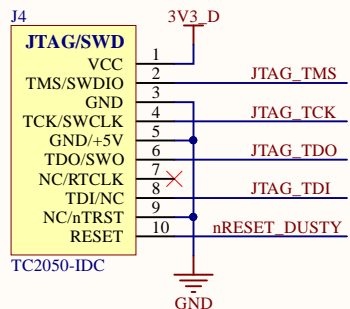 J4
3V3_D
JTAG/SWD
VCC 1
TMS/SWDIO 2 JTAG_TMS
GND 3
TCK/SWCLK 4 JTAG_TCK
GND/+5V 5
TDO/SWO 6 JTAG_TDO
NC/RTCLK 7
TDI/NC 8 JTAG_TDI
NC/nTRST 9
RESET 10 nRESET_DUSTY
TC2050-IDC
GND